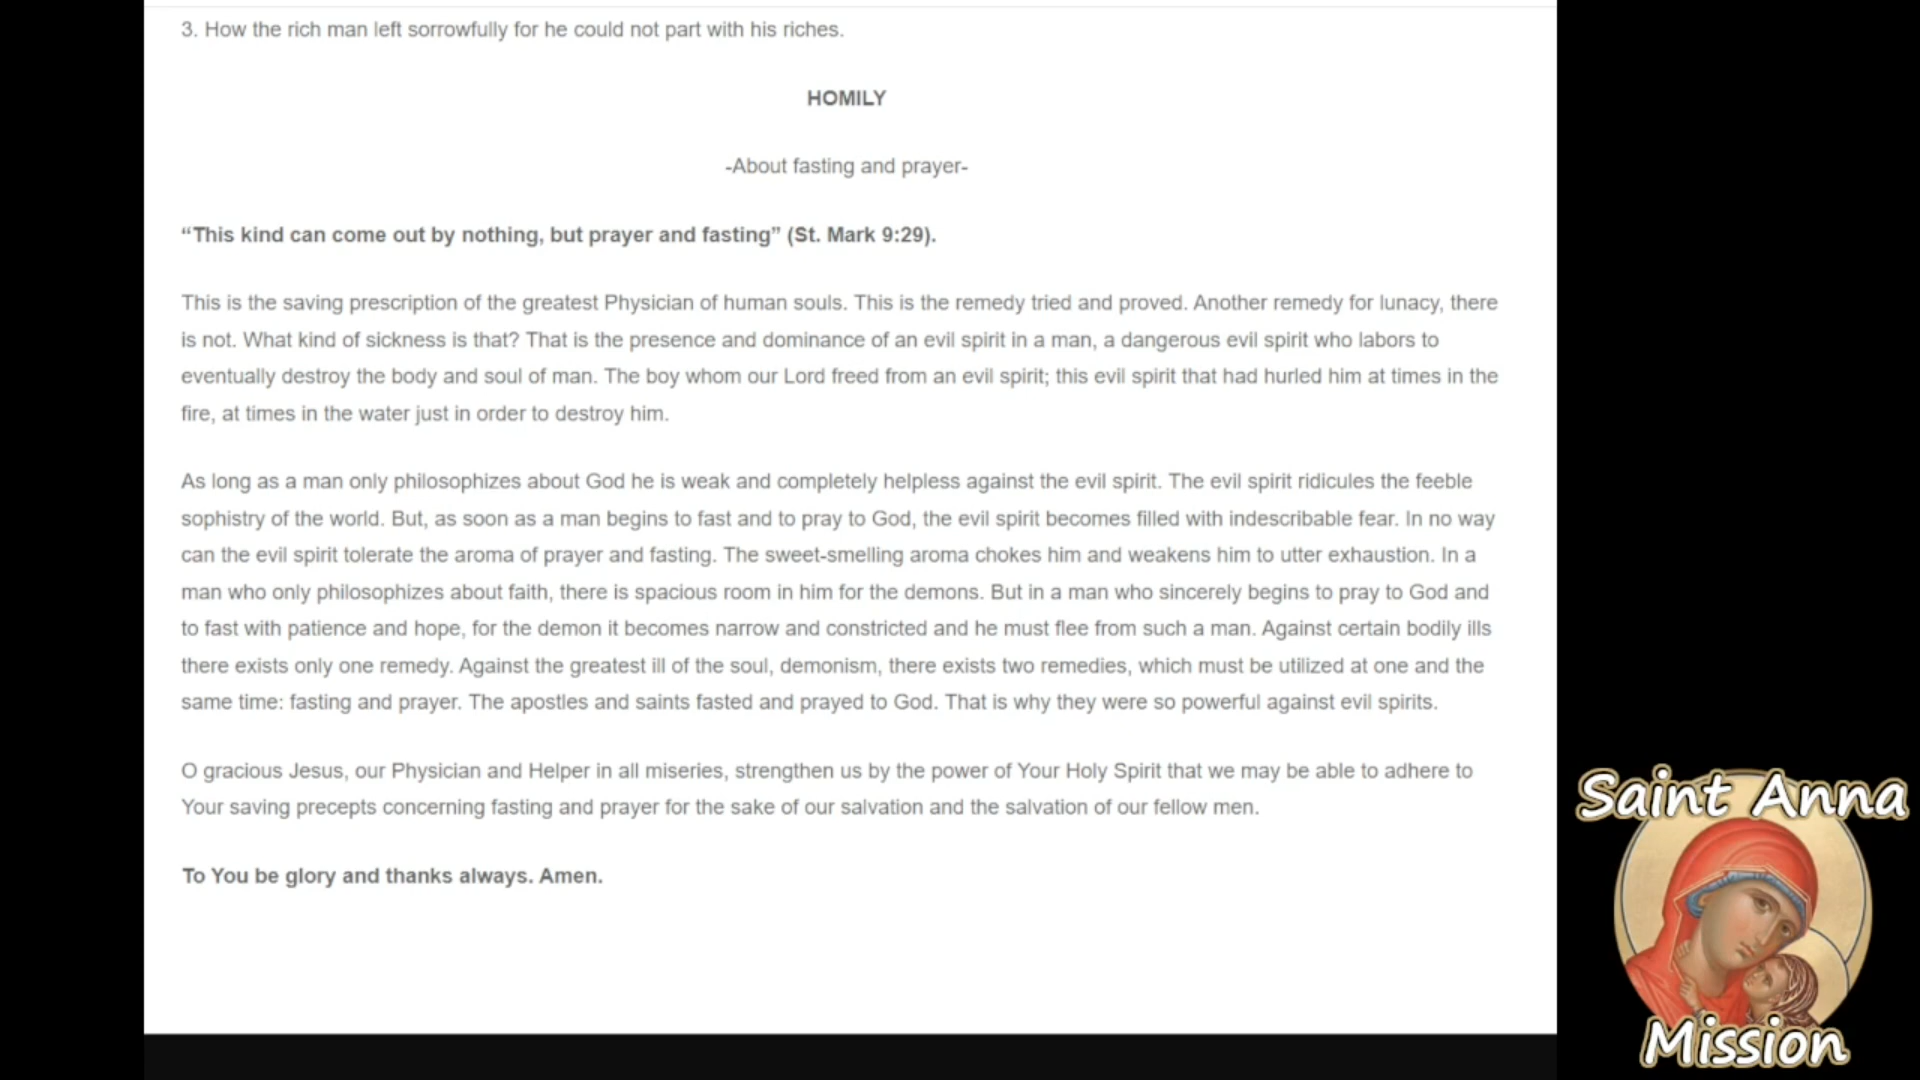 3. How the rich man left sorrowfully for he could not part with his riches.
HOMILY
-About fasting and prayer-
“This kind can come out by nothing, but prayer and fasting” (St. Mark 9:29).
This is the saving prescription of the greatest Physician of human souls. This is the remedy tried and proved. Another remedy for lunacy, there
is not. What kind of sickness is that? That is the presence and dominance of an evil spirit in a man, a dangerous evil spirit who labors to
eventually destroy the body and soul of man. The boy whom our Lord freed from an evil spirit; this evil spirit that had hurled him at times in the
fire, at times in the water just in order to destroy him.
As long as a man only philosophizes about God he is weak and completely helpless against the evil spirit. The evil spirit ridicules the feeble
sophistry of the world. But, as soon as a man begins to fast and to pray to God, the evil spirit becomes filled with indescribable fear. In no way
can the evil spirit tolerate the aroma of prayer and fasting. The sweet-smelling aroma chokes him and weakens him to utter exhaustion. In a
man who only philosophizes about faith, there is spacious room in him for the demons. But in a man who sincerely begins to pray to God and
to fast with patience and hope, for the demon it becomes narrow and constricted and he must flee from such a man. Against certain bodily ills
there exists only one remedy. Against the greatest ill of the soul, demonism, there exists two remedies, which must be utilized at one and the
same time: fasting and prayer. The apostles and saints fasted and prayed to God. That is why they were so powerful against evil spirits.
O gracious Jesus, our Physician and Helper in all miseries, strengthen us by the power of Your Holy Spirit that we may be able to adhere to
Your saving precepts concerning fasting and prayer for the sake of our salvation and the salvation of our fellow men.
To You be glory and thanks always. Amen.
Saint Anna
Mission